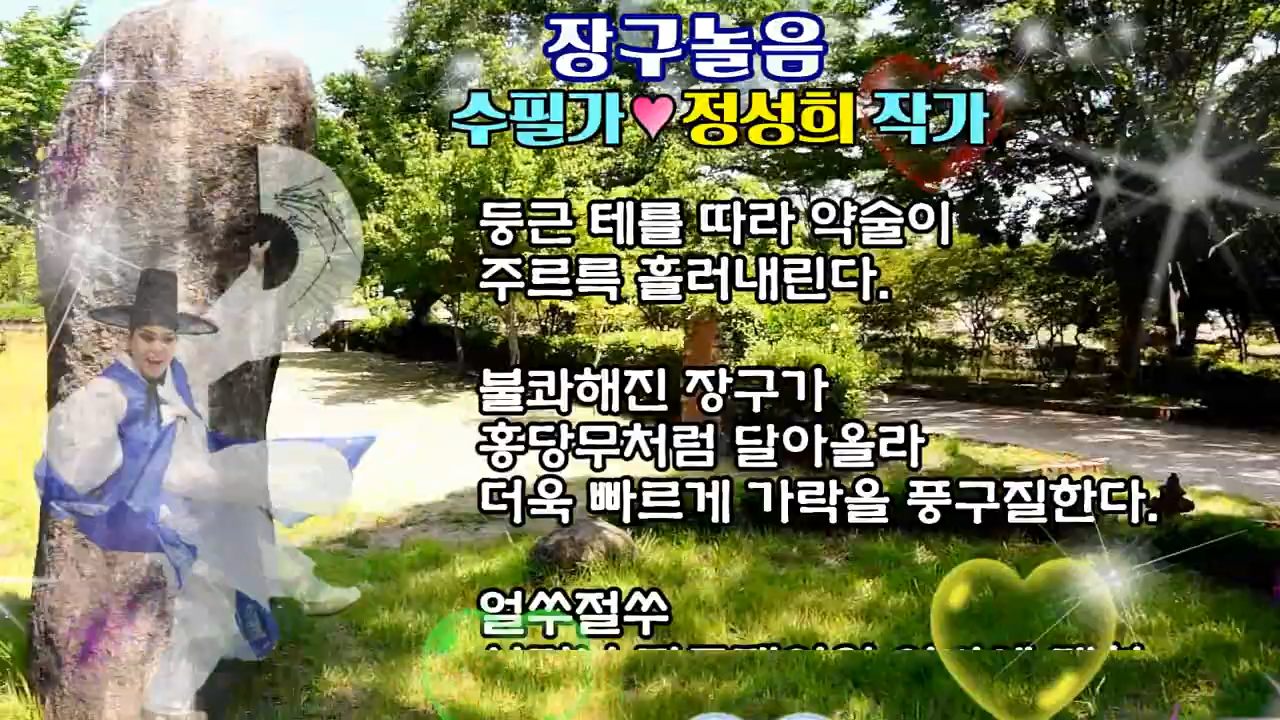 장구놀음
수필가♥정성희 작가
둥근 테를 따라 약술이
주르륵 흘러내린다.
불콰해진 장구가
홍당무처럼 달아올라
더욱 빠르게 가락을 풍구질한다.
얼쑤절쑤